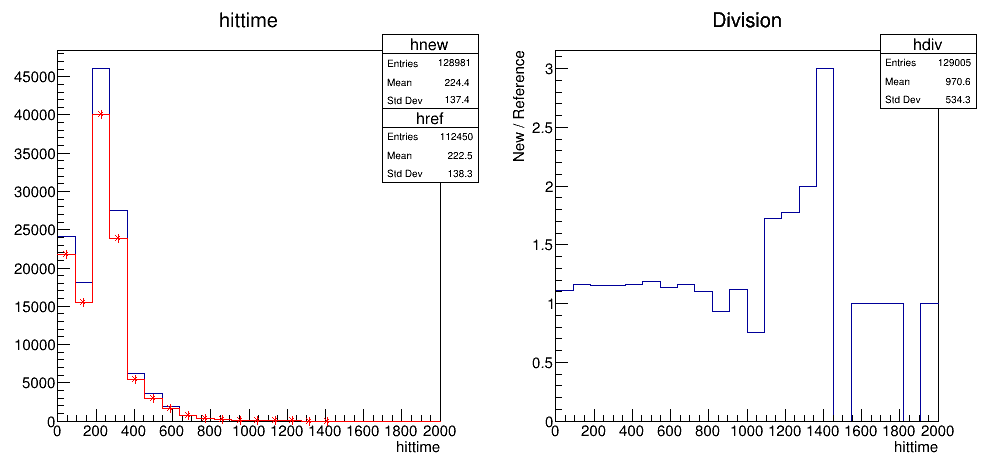 hittime
hnew
Entries 128981
Mean 224.4
Std Dev 137.4
href
Entries 112450
Mean 222.5
Std Dev 138.3
45000
40000
35000
30000
25000
20000
15000
10000
5000
0
0 200 400 600 800 1000 1200 1400 1600 1800 2000
hittime
Division
hdiv
Entries 129005
Mean 970.6
Std Dev 534.3
New / Reference
3
2.5
2
1.5
1
0.5
0
0 200 400 600 800 1000 1200 1400 1600 1800 2000
hittime